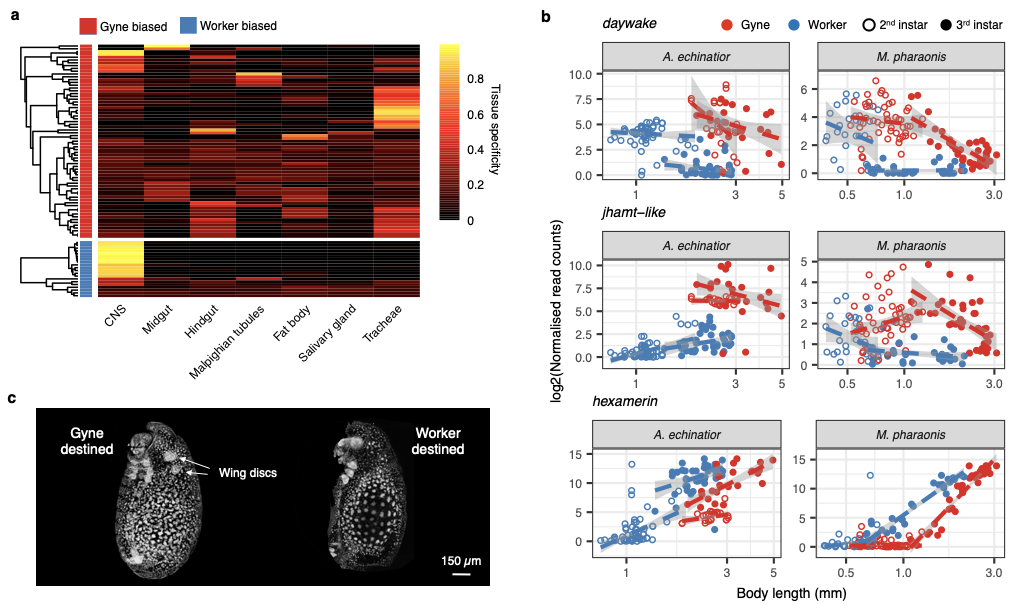 a
Gyne biased
Worker biased
0.8
0.6
0.4
0.2
0
Tissue specificity
CNS
Midgut
Hindgut
Malpighian tubules
Fat body
Salivary gland
Tracheae
b
daywake
Gyne
Worker
2nd instar
3rd instar
A. echinatior
M. pharaonis
10.0
7.5
5.0
2.5
0.0
1
3
5
6
4
2
0
0.5
1.0
3.0
jhamt−like
A. echinatior
M. pharaonis
10.0
7.5
5.0
2.5
0.0
1
3
5
5
4
3
2
1
0
0.5
1.0
3.0
hexamerin
A. echinatior
M. pharaonis
15
10
5
0
1
3
5
15
10
5
0
0.5
1.0
3.0
log2(Normalised read counts)
Body length (mm)
c
Gyne
destined
Wing discs
Worker
destined
150 µm